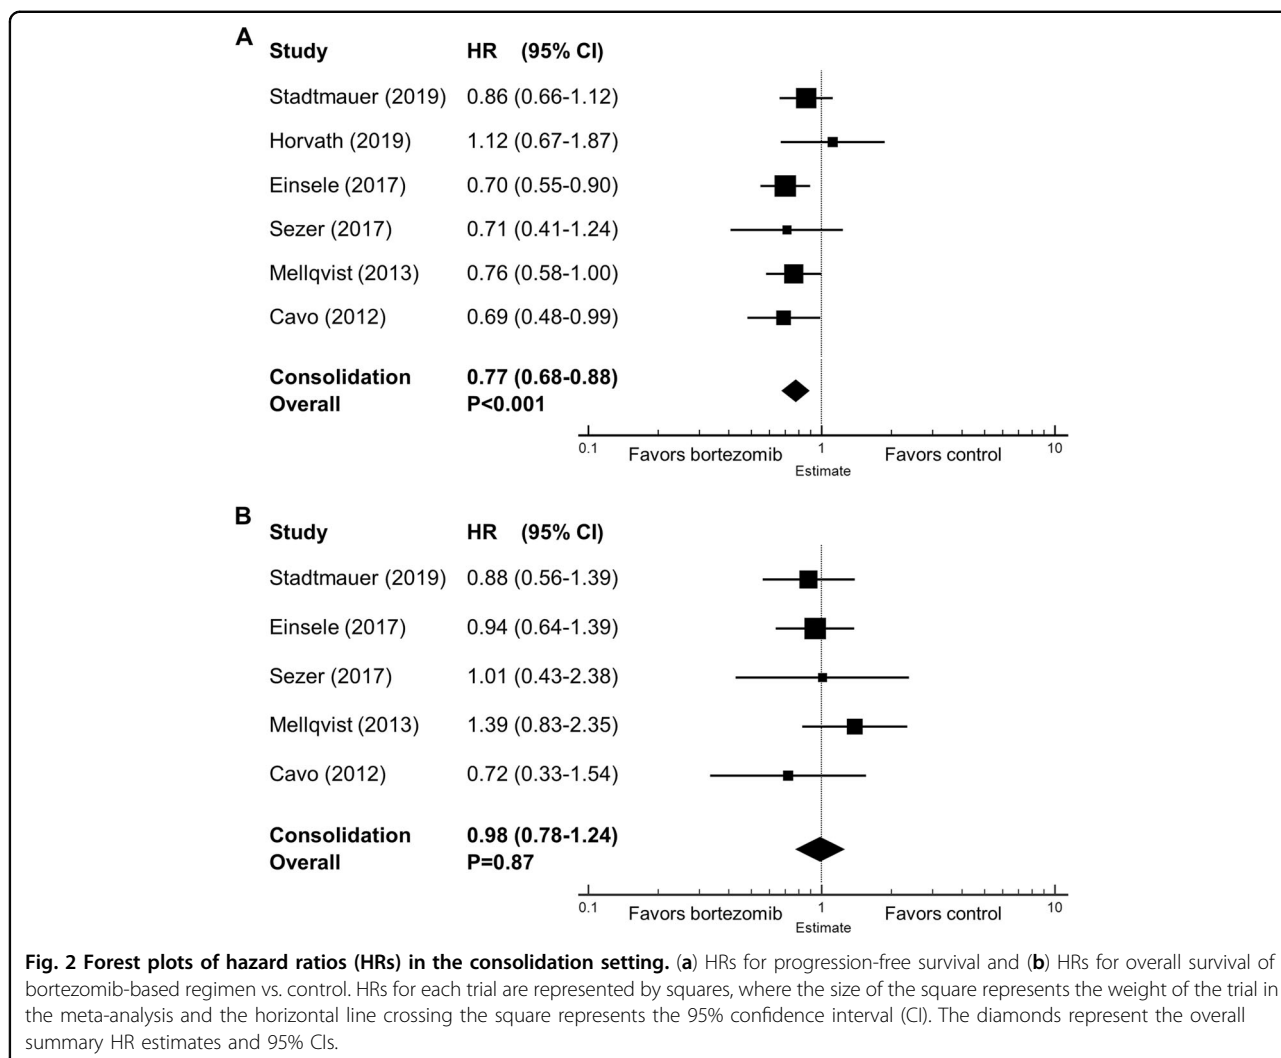 A
Study HR (95% CI)
Stadtmauer (2019) 0.86 (0.66-1.12)
Horvath (2019) 1.12 (0.67-1.87)
Einsele (2017) 0.70 (0.55-0.90)
Sezer (2017) 0.71 (0.41-1.24)
Mellqvist (2013) 0.76 (0.58-1.00)
Cavo (2012) 0.69 (0.48-0.99)
Consolidation 0.77 (0.68-0.88)
Overall P<0.001
0.1 Favors bortezomib 1 Favors control 10
Estimate
B
Study HR (95% CI)
Stadtmauer (2019) 0.88 (0.56-1.39)
Einsele (2017) 0.94 (0.64-1.39)
Sezer (2017) 1.01 (0.43-2.38)
Mellqvist (2013) 1.39 (0.83-2.35)
Cavo (2012) 0.72 (0.33-1.54)
Consolidation 0.98 (0.78-1.24)
Overall P=0.87
0.1 Favors bortezomib 1 Favors control 10
Estimate
Fig. 2 Forest plots of hazard ratios (HRs) in the consolidation setting. (a) HRs for progression-free survival and (b) HRs for overall survival of
bortezomib-based regimen vs. control. HRs for each trial are represented by squares, where the size of the square represents the weight of the trial in
the meta-analysis and the horizontal line crossing the square represents the 95% confidence interval (CI). The diamonds represent the overall
summary HR estimates and 95% CIs.